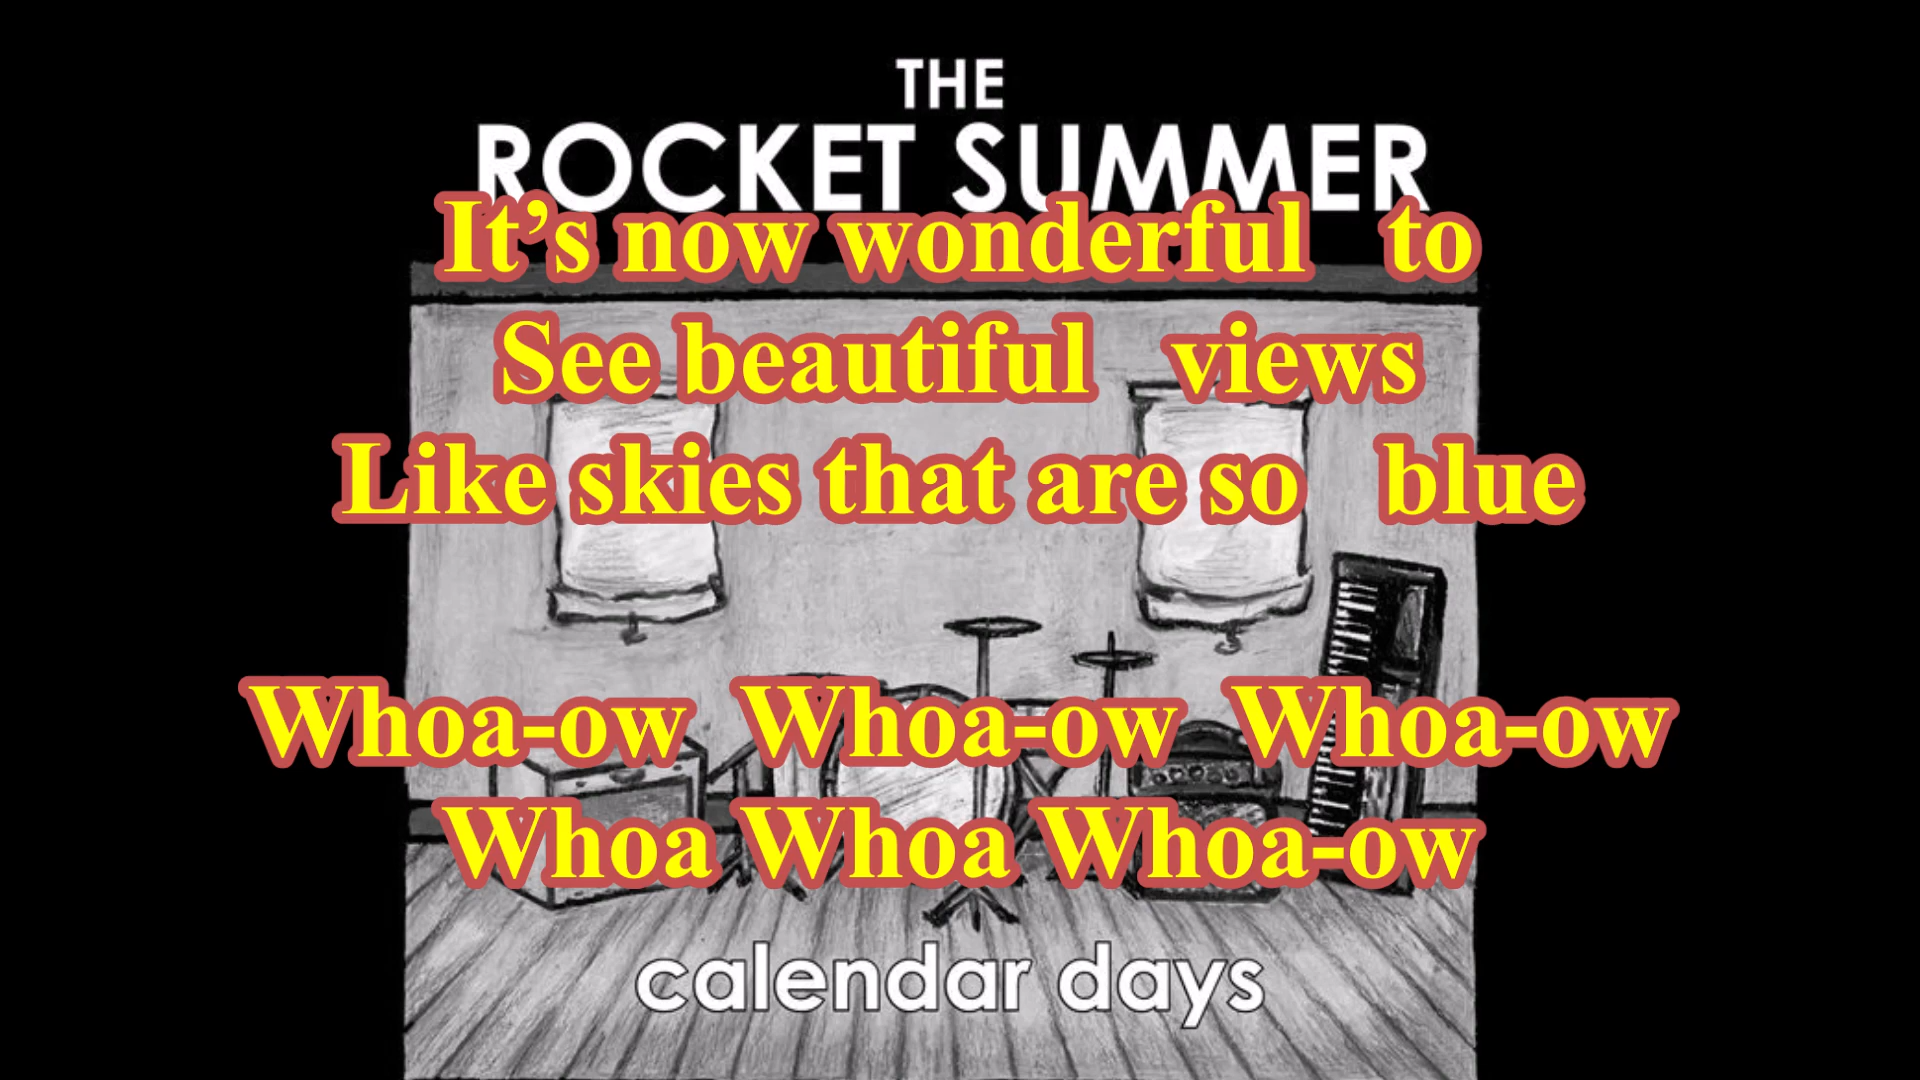 THE
ROCKET SUMMER
It’s now wonderful to
See beautiful views
Like skies that are so blue
Whoa-ow Whoa-ow Whoa-ow
Whoa Whoa Whoa-ow
calendar days